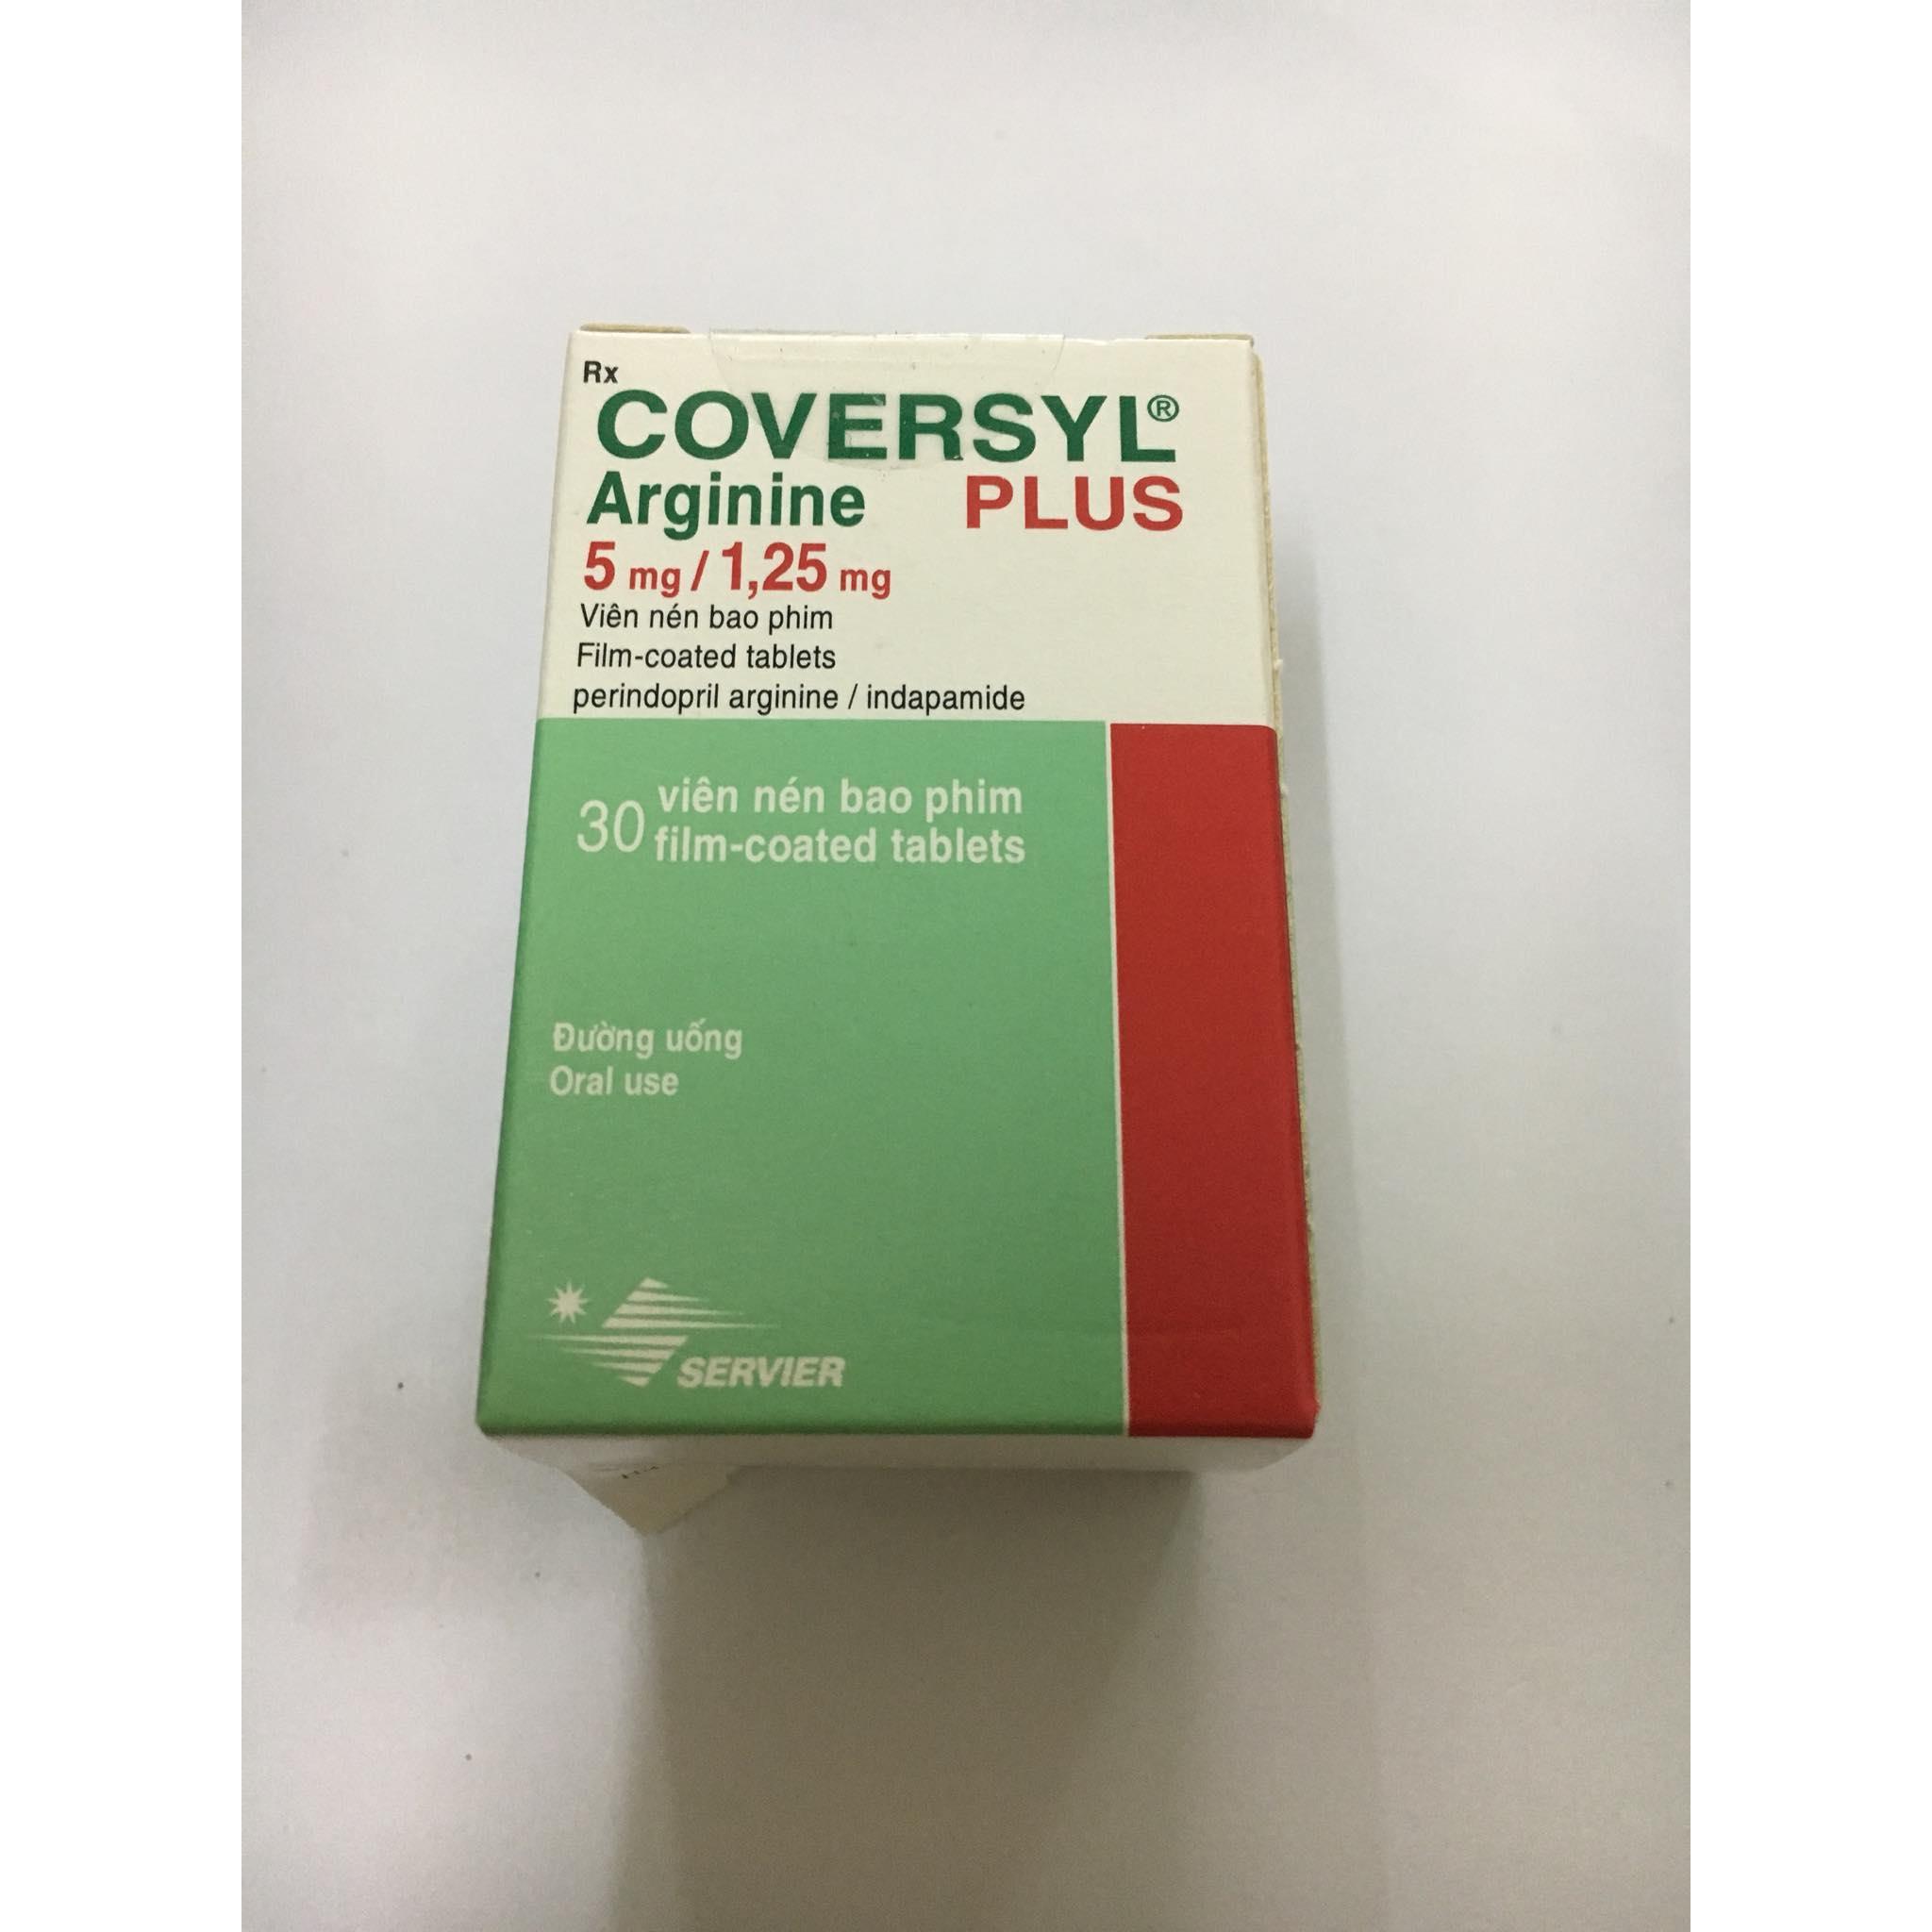 Rx
COVERSYL®
Arginine PLUS
5 mg / 1,25 mg
Viên nén bao phim
Film-coated tablets
perindopril arginine / indapamide
30 viên nén bao phim
film-coated tablets
Đường uống
Oral use
SERVIER